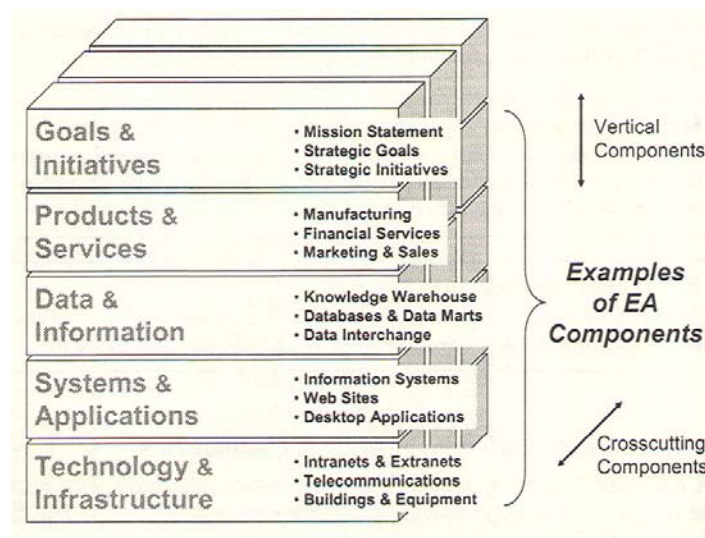 Goals &
Initiatives
• Mission Statement
• Strategic Goals
• Strategic Initiatives
Products &
Services
• Manufacturing
• Financial Services
• Marketing & Sales
Data &
Information
• Knowledge Warehouse
• Databases & Data Marts
• Data Interchange
Systems &
Applications
• Information Systems
• Web Sites
• Desktop Applications
Technology &
Infrastructure
• Intranets & Extranets
• Telecommunications
• Buildings & Equipment
Vertical
Components
Examples
of EA
Components
Crosscutting
Components